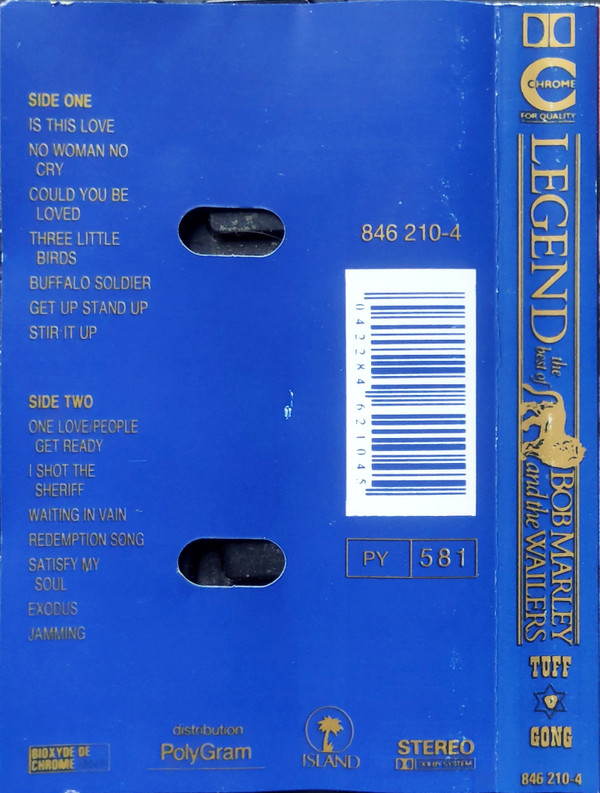 SIDE ONE
IS THIS LOVE
NO WOMAN NO
CRY
COULD YOU BE
LOVED
THREE LITTLE
BIRDS
BUFFALO SOLDIER
GET UP STAND UP
STIR IT UP
SIDE TWO
ONE LOVE/PEOPLE
GET READY
I SHOT THE
SHERIFF
WAITING IN VAIN
REDEMPTION SONG
SATISFY MY
SOUL
EXODUS
JAMMING
BIOXYDE DE
CHROME
distribution
PolyGram
846 210-4
042284621045
PY 581
ISLAND
STEREO
DOLBY SYSTEM
CHROME
FOR QUALITY
LEGEND
the
best of
BOB MARLEY
and the WAILERS
TUFF
GONG
846 210-4